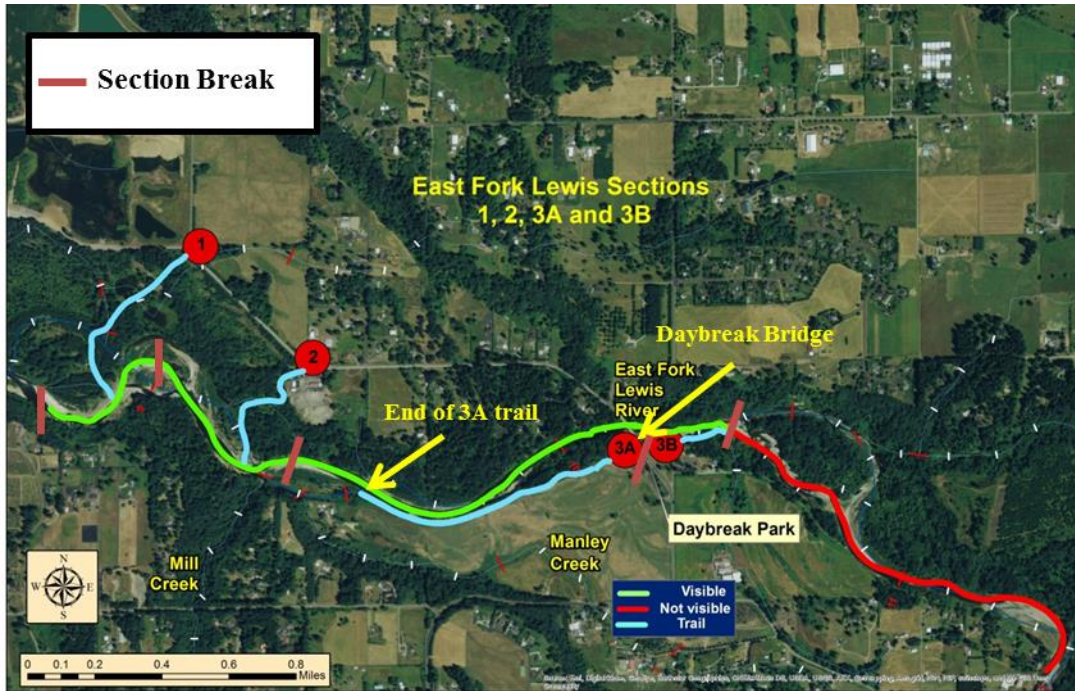 Section Break
East Fork Lewis Sections
1, 2, 3A and 3B
1
2
Daybreak Bridge
East Fork
Lewis
River
End of 3A trail
3A
3B
Daybreak Park
Manley
Creek
Mill
Creek
N
W E
S
Visible
Not visible
Trail
0 0.1 0.2 0.4 0.6 0.8
Miles